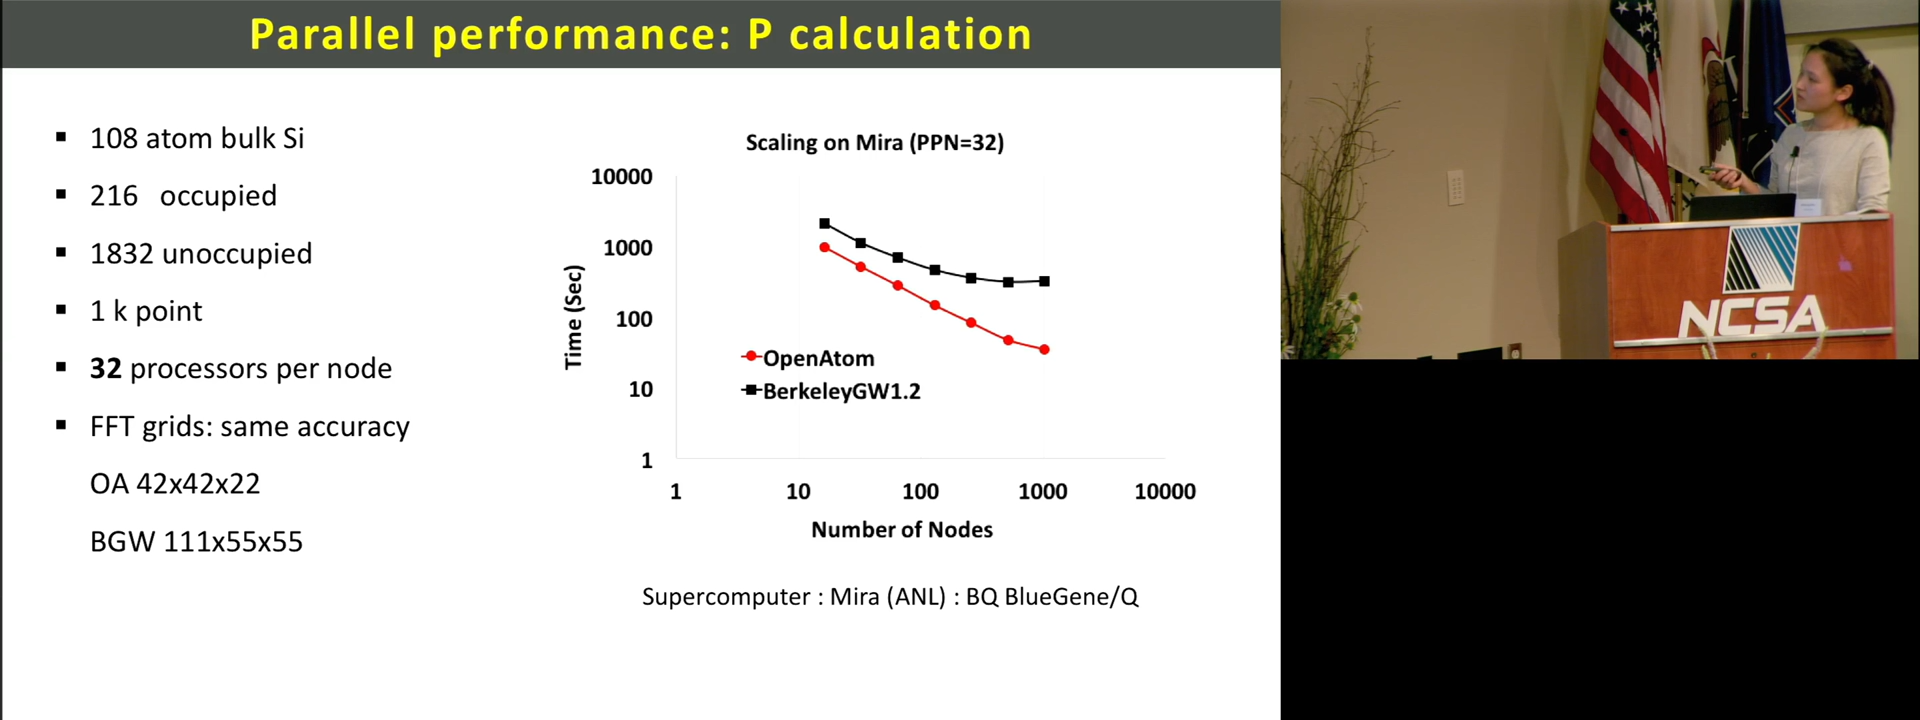 Parallel performance: P calculation
108 atom bulk Si
216 occupied
1832 unoccupied
1 k point
32 processors per node
FFT grids: same accuracy
OA 42x42x22
BGW 111x55x55
Scaling on Mira (PPN=32)
10000
1000
100
10
1
Time (Sec)
OpenAtom
BerkeleyGW1.2
1 10 100 1000 10000
Number of Nodes
Supercomputer : Mira (ANL) : BQ BlueGene/Q
NCSA